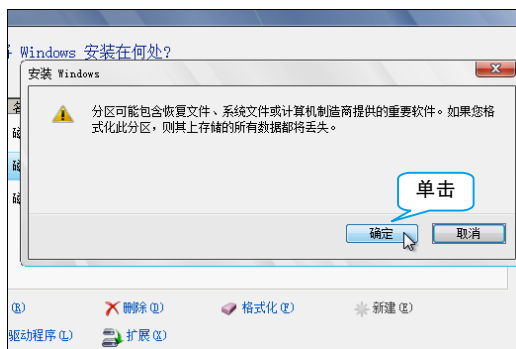 Windows 安装在何处?
安装 Windows
分区可能包含恢复文件、系统文件或计算机制造商提供的重要软件。如果您格
式化此分区，则其上存储的所有数据都将丢失。
单击
确定 取消
(R) 删除(D) 格式化(F) 新建(E)
驱动程序(L) 扩展(X)